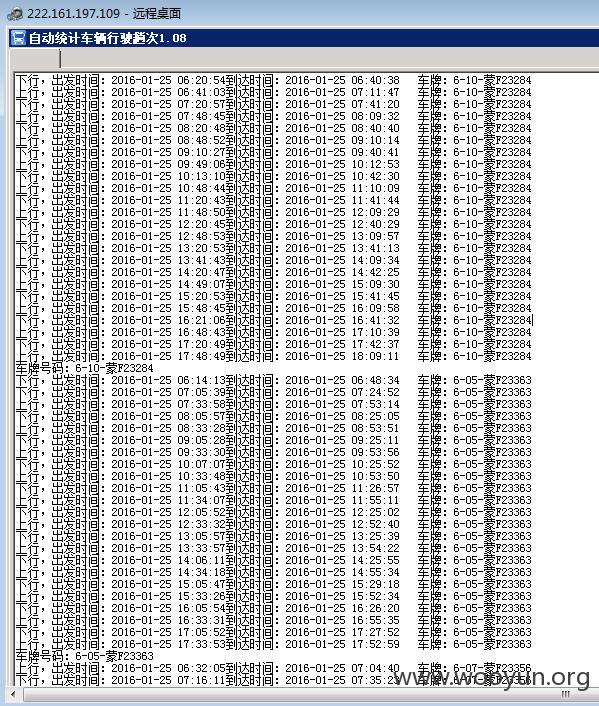 222.161.197.109 - 远程桌面
自动统计车辆行驶趟次1.08
下行，出发时间：2016-01-25 06:20:54到达时间：2016-01-25 06:40:38 车牌：6-10-蒙F23284
上行，出发时间：2016-01-25 06:41:03到达时间：2016-01-25 07:11:47 车牌：6-10-蒙F23284
下行，出发时间：2016-01-25 07:20:57到达时间：2016-01-25 07:41:20 车牌：6-10-蒙F23284
上行，出发时间：2016-01-25 07:48:45到达时间：2016-01-25 08:09:32 车牌：6-10-蒙F23284
下行，出发时间：2016-01-25 08:20:48到达时间：2016-01-25 08:40:40 车牌：6-10-蒙F23284
上行，出发时间：2016-01-25 08:48:52到达时间：2016-01-25 09:10:14 车牌：6-10-蒙F23284
下行，出发时间：2016-01-25 09:10:27到达时间：2016-01-25 09:40:41 车牌：6-10-蒙F23284
上行，出发时间：2016-01-25 09:49:06到达时间：2016-01-25 10:12:53 车牌：6-10-蒙F23284
下行，出发时间：2016-01-25 10:13:10到达时间：2016-01-25 10:42:30 车牌：6-10-蒙F23284
上行，出发时间：2016-01-25 10:48:44到达时间：2016-01-25 11:10:09 车牌：6-10-蒙F23284
下行，出发时间：2016-01-25 11:20:43到达时间：2016-01-25 11:41:44 车牌：6-10-蒙F23284
上行，出发时间：2016-01-25 11:48:50到达时间：2016-01-25 12:09:29 车牌：6-10-蒙F23284
下行，出发时间：2016-01-25 12:20:45到达时间：2016-01-25 12:40:29 车牌：6-10-蒙F23284
上行，出发时间：2016-01-25 12:48:53到达时间：2016-01-25 13:09:57 车牌：6-10-蒙F23284
下行，出发时间：2016-01-25 13:20:53到达时间：2016-01-25 13:41:13 车牌：6-10-蒙F23284
上行，出发时间：2016-01-25 13:41:43到达时间：2016-01-25 14:09:34 车牌：6-10-蒙F23284
下行，出发时间：2016-01-25 14:20:47到达时间：2016-01-25 14:42:25 车牌：6-10-蒙F23284
上行，出发时间：2016-01-25 14:49:07到达时间：2016-01-25 15:09:30 车牌：6-10-蒙F23284
下行，出发时间：2016-01-25 15:20:53到达时间：2016-01-25 15:41:45 车牌：6-10-蒙F23284
上行，出发时间：2016-01-25 15:48:45到达时间：2016-01-25 16:09:58 车牌：6-10-蒙F23284
下行，出发时间：2016-01-25 16:21:06到达时间：2016-01-25 16:41:32 车牌：6-10-蒙F23284
上行，出发时间：2016-01-25 16:48:43到达时间：2016-01-25 17:10:39 车牌：6-10-蒙F23284
下行，出发时间：2016-01-25 17:20:49到达时间：2016-01-25 17:42:37 车牌：6-10-蒙F23284
上行，出发时间：2016-01-25 17:48:49到达时间：2016-01-25 18:09:11 车牌：6-10-蒙F23284
车牌号码：6-10-蒙F23284
下行，出发时间：2016-01-25 06:14:13到达时间：2016-01-25 06:48:34 车牌：6-05-蒙F23363
上行，出发时间：2016-01-25 07:05:39到达时间：2016-01-25 07:24:52 车牌：6-05-蒙F23363
下行，出发时间：2016-01-25 07:33:58到达时间：2016-01-25 07:53:14 车牌：6-05-蒙F23363
上行，出发时间：2016-01-25 08:05:57到达时间：2016-01-25 08:25:05 车牌：6-05-蒙F23363
下行，出发时间：2016-01-25 08:33:28到达时间：2016-01-25 08:53:51 车牌：6-05-蒙F23363
上行，出发时间：2016-01-25 09:05:28到达时间：2016-01-25 09:25:11 车牌：6-05-蒙F23363
下行，出发时间：2016-01-25 09:33:30到达时间：2016-01-25 09:53:56 车牌：6-05-蒙F23363
上行，出发时间：2016-01-25 10:07:07到达时间：2016-01-25 10:25:52 车牌：6-05-蒙F23363
下行，出发时间：2016-01-25 10:33:48到达时间：2016-01-25 10:53:50 车牌：6-05-蒙F23363
上行，出发时间：2016-01-25 11:05:43到达时间：2016-01-25 11:26:57 车牌：6-05-蒙F23363
下行，出发时间：2016-01-25 11:34:07到达时间：2016-01-25 11:55:11 车牌：6-05-蒙F23363
上行，出发时间：2016-01-25 12:05:52到达时间：2016-01-25 12:25:02 车牌：6-05-蒙F23363
下行，出发时间：2016-01-25 12:33:32到达时间：2016-01-25 12:52:40 车牌：6-05-蒙F23363
上行，出发时间：2016-01-25 13:05:57到达时间：2016-01-25 13:25:39 车牌：6-05-蒙F23363
下行，出发时间：2016-01-25 13:33:57到达时间：2016-01-25 13:54:22 车牌：6-05-蒙F23363
上行，出发时间：2016-01-25 14:06:11到达时间：2016-01-25 14:25:55 车牌：6-05-蒙F23363
下行，出发时间：2016-01-25 14:34:18到达时间：2016-01-25 14:55:34 车牌：6-05-蒙F23363
上行，出发时间：2016-01-25 15:05:47到达时间：2016-01-25 15:29:18 车牌：6-05-蒙F23363
下行，出发时间：2016-01-25 15:33:26到达时间：2016-01-25 15:52:34 车牌：6-05-蒙F23363
上行，出发时间：2016-01-25 16:05:54到达时间：2016-01-25 16:26:20 车牌：6-05-蒙F23363
下行，出发时间：2016-01-25 16:33:31到达时间：2016-01-25 16:55:35 车牌：6-05-蒙F23363
上行，出发时间：2016-01-25 17:05:52到达时间：2016-01-25 17:27:52 车牌：6-05-蒙F23363
下行，出发时间：2016-01-25 17:33:53到达时间：2016-01-25 17:52:59 车牌：6-05-蒙F23363
车牌号码：6-05-蒙F23363
下行，出发时间：2016-01-25 06:32:05到达时间：2016-01-25 07:04:40 车牌：6-07-蒙F23356
上行，出发时间：2016-01-25 07:16:11到达时间：2016-01-25 07:35:23 车牌：6-07-蒙F23356
www.wooyun.org